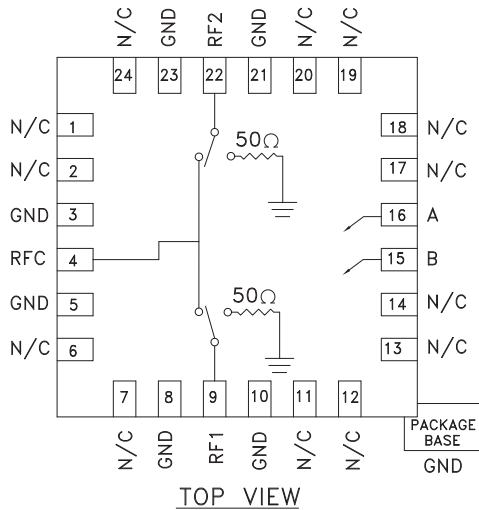 N/C GND RF2 GND N/C N/C
24 23 22 21 20 19
N/C 1
N/C 2
GND 3
RFC 4
GND 5
N/C 6
50Ω
50Ω
18 N/C
17 N/C
16 A
15 B
14 N/C
13 N/C
7 8 9 10 11 12
N/C GND RF1 GND N/C N/C
PACKAGE
BASE
GND
TOP VIEW